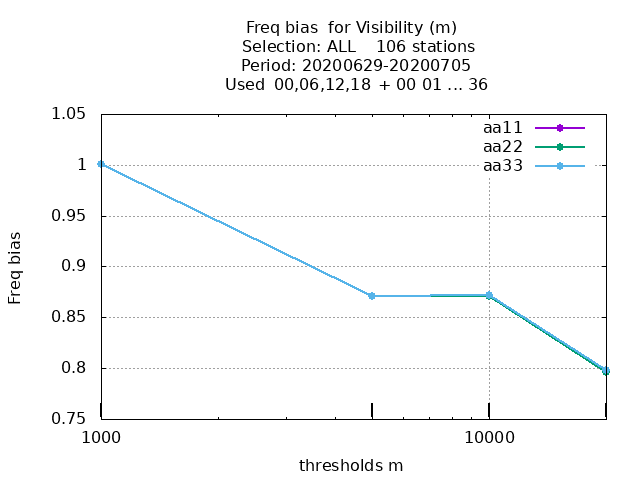 Freq bias  for Visibility (m)
Selection: ALL    106 stations
Period: 20200629-20200705
Used  00,06,12,18 + 00 01 ... 36
1.05
1
0.95
0.9
0.85
0.8
0.75
Freq bias
aa11
aa22
aa33
1000
10000
thresholds m